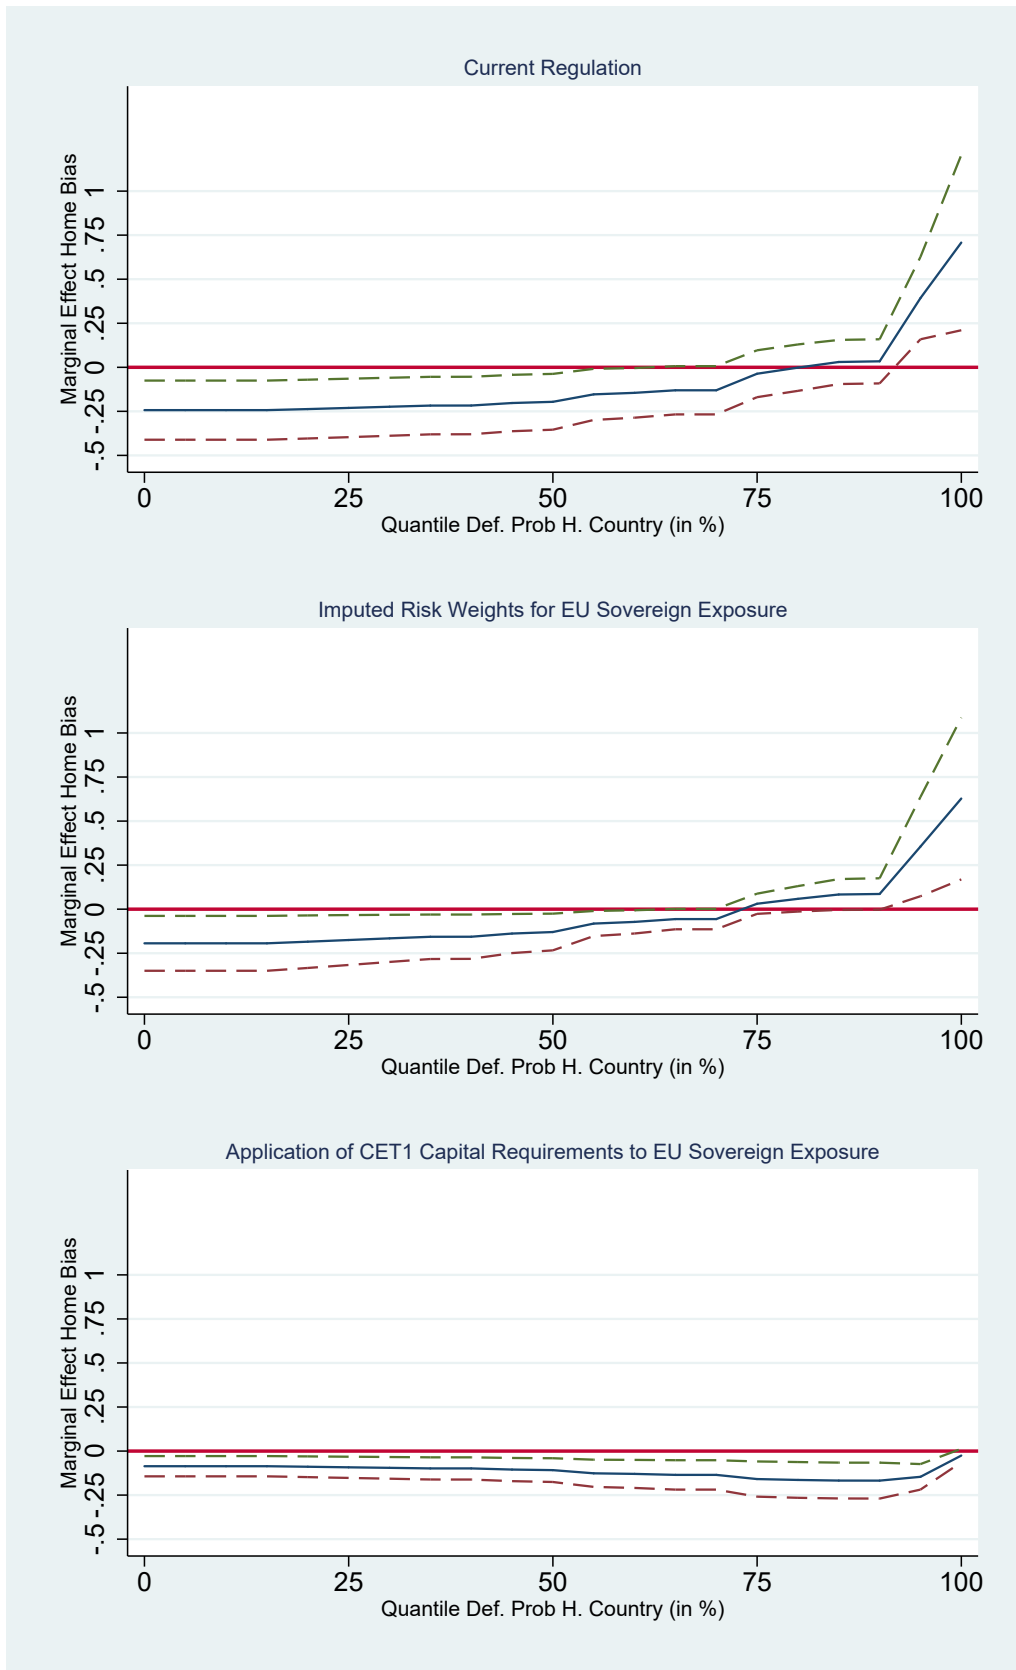 Current Regulation
Marginal Effect Home Bias
1
.75
.5
.25
0
-.25
-.5
0 25 50 75 100
Quantile Def. Prob H. Country (in %)
Imputed Risk Weights for EU Sovereign Exposure
Marginal Effect Home Bias
1
.75
.5
.25
0
-.25
-.5
0 25 50 75 100
Quantile Def. Prob H. Country (in %)
Application of CET1 Capital Requirements to EU Sovereign Exposure
Marginal Effect Home Bias
1
.75
.5
.25
0
-.25
-.5
0 25 50 75 100
Quantile Def. Prob H. Country (in %)